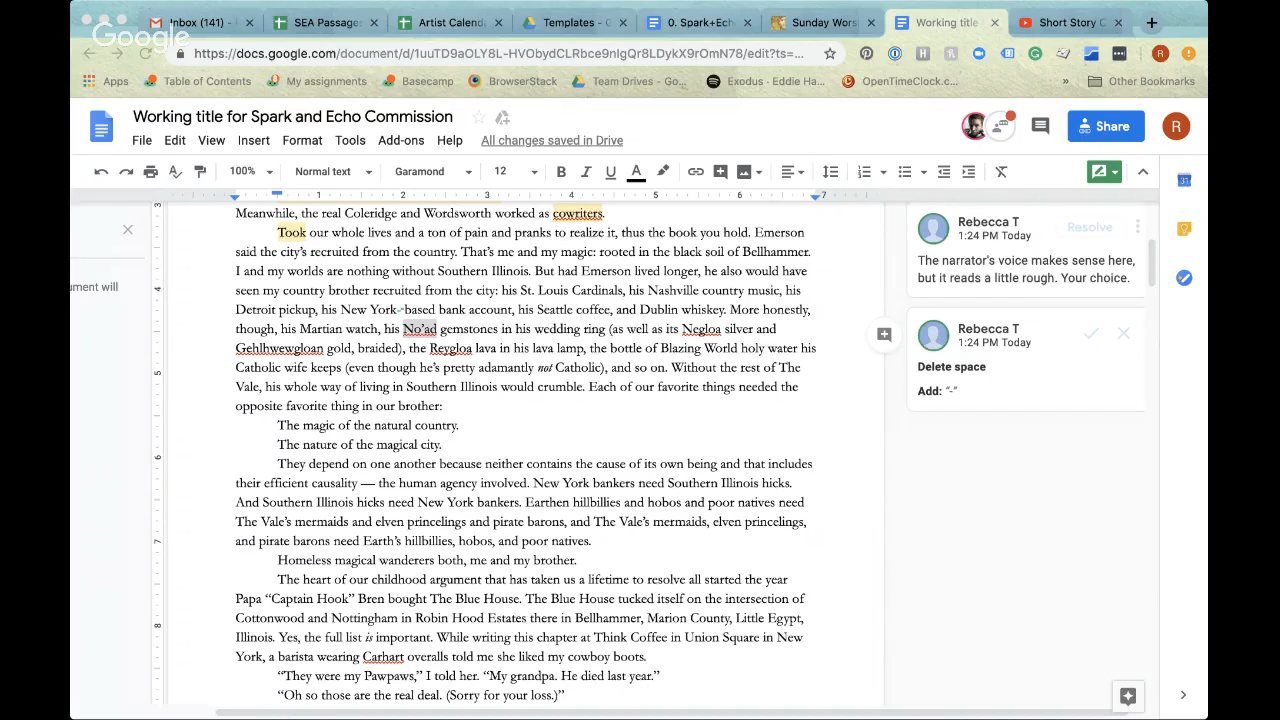 Inbox (141) -
SEA Passage
Artist Calenda
Templates - G
0. Spark+Ech
Sunday Wors
Working title
Short Story C
Google
https://docs.google.com/document/d/1uuTD9aOLY8L-HVObydCLRbce9nIgQr8LDykX9rOmN78/edit?ts=...
Apps
Table of Contents
My assignments
Basecamp
BrowserStack
Team Drives - Go...
Exodus - Eddie Ha...
OpenTimeClock.c...
»
Other Bookmarks
Working title for Spark and Echo Commission
File Edit View Insert Format Tools Add-ons Help All changes saved in Drive
Share
R
100% Normal text Garamond 12 B I U A
1 2 3 4 5 6 7
Meanwhile, the real Coleridge and Wordsworth worked as cowriters.
Took our whole lives and a ton of pain and pranks to realize it, thus the book you hold. Emerson
said the city's recruited from the country. That's me and my magic: rooted in the black soil of Bellhammer.
I and my worlds are nothing without Southern Illinois. But had Emerson lived longer, he also would have
seen my country brother recruited from the city: his St. Louis Cardinals, his Nashville country music, his
Detroit pickup, his New York-based bank account, his Seattle coffee, and Dublin whiskey. More honestly,
though, his Martian watch, his No'ad gemstones in his wedding ring (as well as its Negloa silver and
Gehlhwewgloan gold, braided), the Reygloa lava in his lava lamp, the bottle of Blazing World holy water his
Catholic wife keeps (even though he's pretty adamantly not Catholic), and so on. Without the rest of The
Vale, his whole way of living in Southern Illinois would crumble. Each of our favorite things needed the
opposite favorite thing in our brother:
The magic of the natural country.
The nature of the magical city.
They depend on one another because neither contains the cause of its own being and that includes
their efficient causality — the human agency involved. New York bankers need Southern Illinois hicks.
And Southern Illinois hicks need New York bankers. Earthen hillbillies and hobos and poor natives need
The Vale's mermaids and elven princelings and pirate barons, and The Vale's mermaids, elven princelings,
and pirate barons need Earth's hillbillies, hobos, and poor natives.
Homeless magical wanderers both, me and my brother.
The heart of our childhood argument that has taken us a lifetime to resolve all started the year
Papa “Captain Hook” Bren bought The Blue House. The Blue House tucked itself on the intersection of
Cottonwood and Nottingham in Robin Hood Estates there in Bellhammer, Marion County, Little Egypt,
Illinois. Yes, the full list is important. While writing this chapter at Think Coffee in Union Square in New
York, a barista wearing Carhart overalls told me she liked my cowboy boots.
“They were my Pawpaws,” I told her. “My grandpa. He died last year.”
“Oh so those are the real deal. (Sorry for your loss.)”
ument will
3
4
5
6
7
8
Rebecca T
1:24 PM Today
Resolve
The narrator's voice makes sense here,
but it reads a little rough. Your choice.
Rebecca T
1:24 PM Today
Delete space
Add: “-”
31